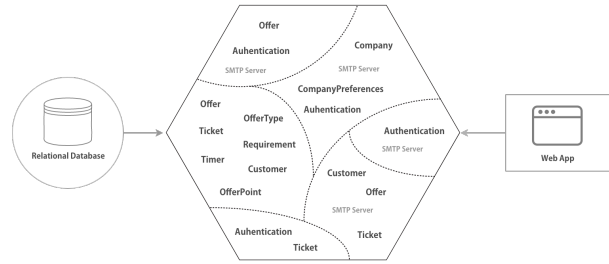 Offer
Auhentication
SMTP Server
Company
SMTP Server
CompanyPreferences
Auhentication
Offer
OfferType
Ticket
Requirement
Timer
Customer
OfferPoint
Authentication
SMTP Server
Customer
Offer
SMTP Server
Ticket
Auhentication
Ticket
Relational Database
Web App